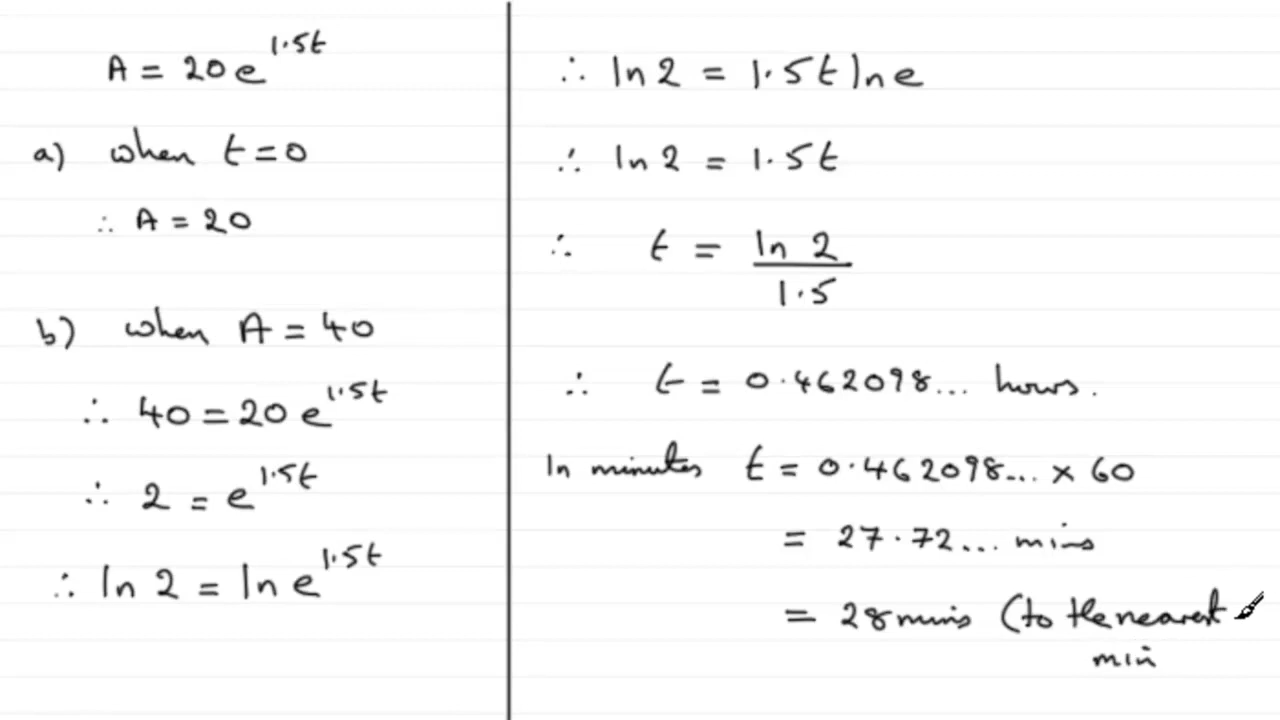 A = 20e^{1.5t}
a) when t = 0
∴ A = 20
b) when A = 40
∴ 40 = 20e^{1.5t}
∴ 2 = e^{1.5t}
∴ ln 2 = ln e^{1.5t}
∴ ln 2 = 1.5t ln e
∴ ln 2 = 1.5t
∴ t = ln 2 / 1.5
∴ t = 0.462098... hours.
In minutes t = 0.462098... × 60
= 27.72... mins
= 28 mins (to the nearest
min